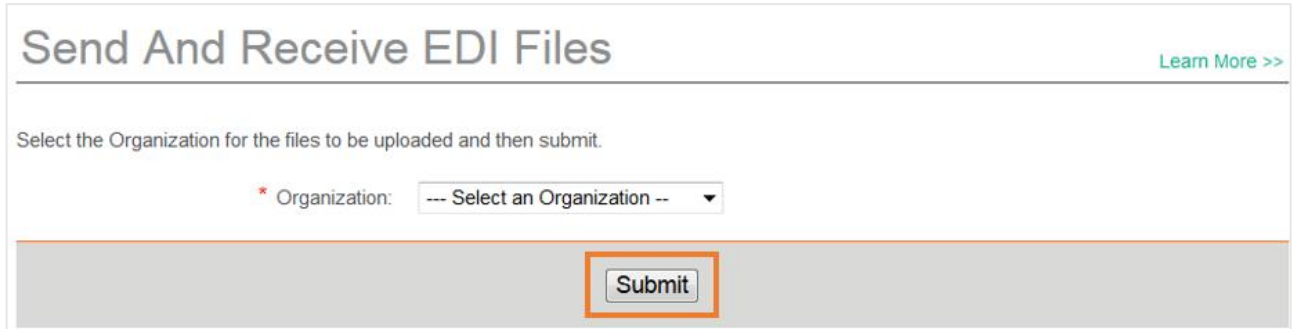 Send And Receive EDI Files
Learn More >>
Select the Organization for the files to be uploaded and then submit.
* Organization: --- Select an Organization --
Submit